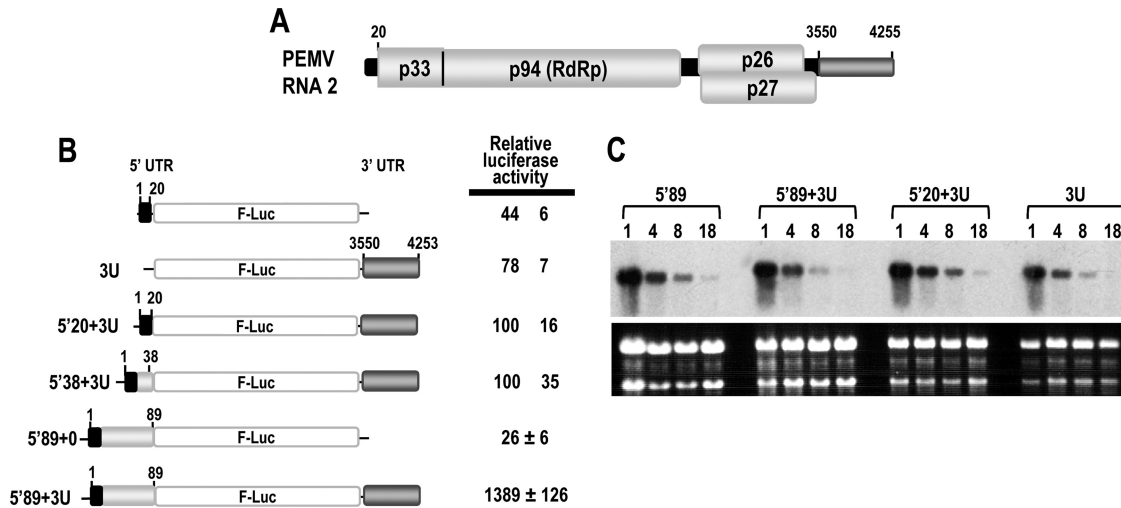 A
PEMV
RNA 2
20
3550
4255
p33
p94 (RdRp)
p26
p27
B
5' UTR
3' UTR
Relative
luciferase
activity
1 20
F-Luc
44 6
3550
4253
3U
F-Luc
78 7
1 20
5'20+3U
F-Luc
100 16
1 38
5'38+3U
F-Luc
100 35
1 89
5'89+0
F-Luc
26 ± 6
1 89
5'89+3U
F-Luc
1389 ± 126
C
5'89 5'89+3U 5'20+3U 3U
1 4 8 18 1 4 8 18 1 4 8 18 1 4 8 18